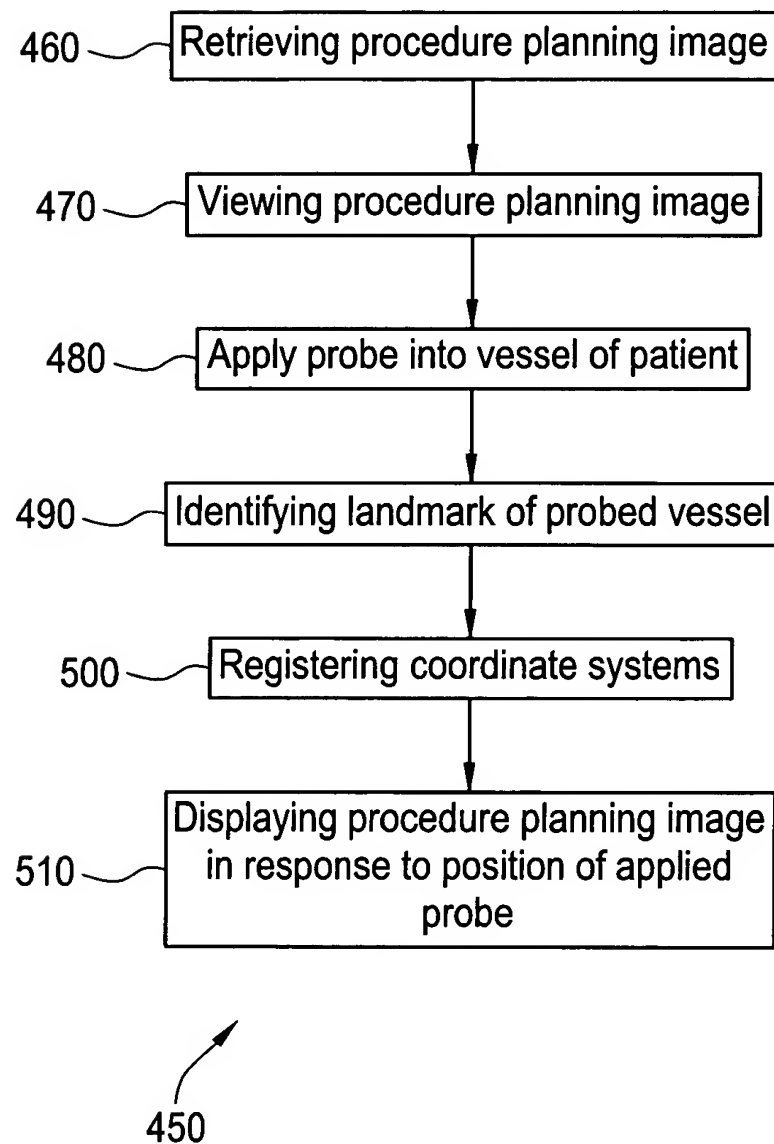 460 Retrieving procedure planning image
470 Viewing procedure planning image
480 Apply probe into vessel of patient
490 Identifying landmark of probed vessel
500 Registering coordinate systems
Displaying procedure planning image
510 in response to position of applied
probe
450